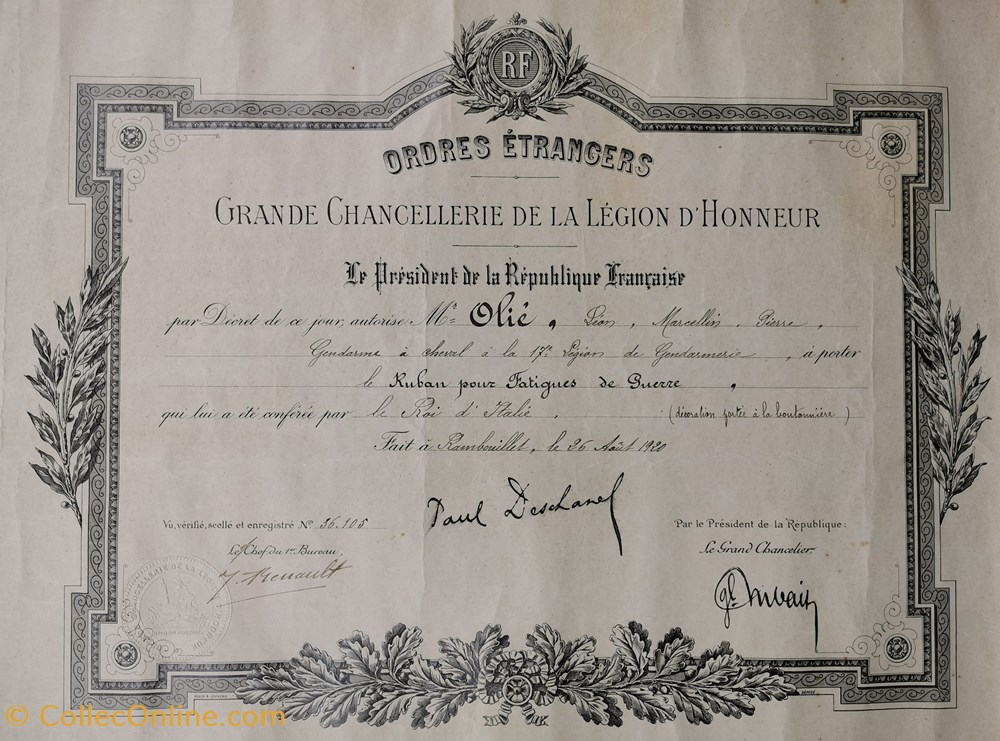 RF
ORDRES ÉTRANGERS
GRANDE CHANCELLERIE DE LA LÉGION D'HONNEUR
Le Président de la République Française
par Décret de ce jour, autorise Mr Olié, Léon, Marcellin, Pierre,
Gendarme à cheval à la 17e Légion de Gendarmerie, à porter
le Ruban pour Fatigues de Guerre,
qui lui a été conférée par le Roi d'Italie. (décoration portée à la boutonnière)
Fait à Rambouillet, le 26 Août 1920
Paul Deschanel
Vu, vérifié, scellé et enregistré No 36.105
Par le Président de la République:
Le Chef du 1er Bureau,
Le Grand Chancelier,
J. Renault
© CollecOnline.com